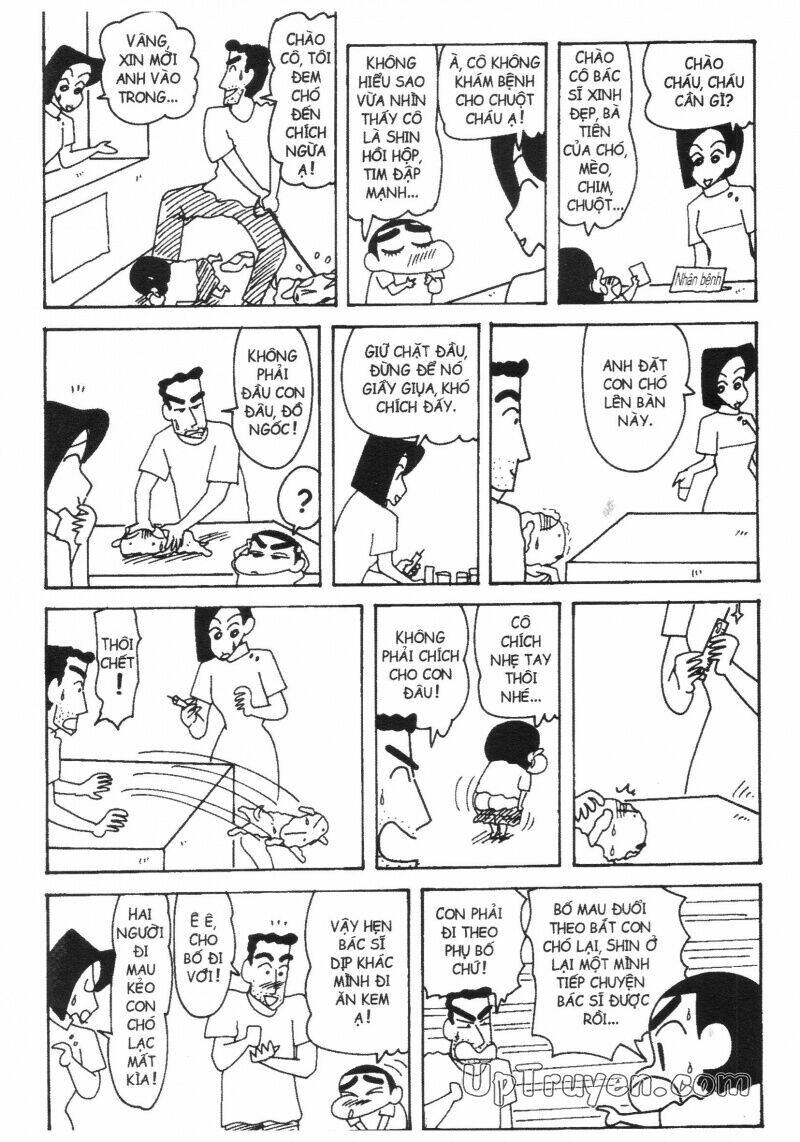 CHÀO
CHÁU, CHÁU
CẦN GÌ?
CHÀO
CÔ BÁC
SĨ XINH
ĐẸP, BÀ
TIÊN
CỦA CHÓ,
MÈO,
CHIM,
CHUỘT...
Nhận bệnh
À, CÔ KHÔNG
KHÁM BỆNH
CHO CHUỘT
CHÁU Ạ!
KHÔNG
HIỂU SAO
VỪA NHÌN
THẤY CÔ
LÀ SHIN
HỒI HỘP,
TIM ĐẬP
MẠNH...
CHÀO
CÔ, TÔI
ĐEM
CHÓ
ĐẾN
CHÍCH
NGỪA
Ạ!
VÂNG,
XIN MỜI
ANH VÀO
TRONG...
ANH ĐẶT
CON CHÓ
LÊN BÀN
NÀY.
GIỮ CHẶT ĐẦU,
ĐỪNG ĐỂ NÓ
GIẪY GIỤA, KHÓ
CHÍCH ĐẤY.
KHÔNG
PHẢI
ĐẦU CON
ĐÂU, ĐỒ
NGỐC!
?
CÔ
CHÍCH
NHẸ TAY
THÔI
NHÉ...
KHÔNG
PHẢI CHÍCH
CHO CON
ĐÂU!
THÔI
CHẾT
!
BỐ MAU ĐUỔI
THEO BẮT CON
CHÓ LẠI, SHIN Ở
LẠI MỘT MÌNH
TIẾP CHUYỆN
BÁC SĨ ĐƯỢC
RỒI...
CON PHẢI
ĐI THEO
PHỤ BỐ
CHỨ!
VẬY HẸN
BÁC SĨ
DỊP KHÁC
MÌNH ĐI
ĂN KEM
Ạ!
Ê Ê,
CHO
BỐ ĐI
VỚI!
HAI
NGƯỜI
ĐI
MAU
KẺO
CON
CHÓ
LẠC
MẤT
KÌA!
UpTruyen.com